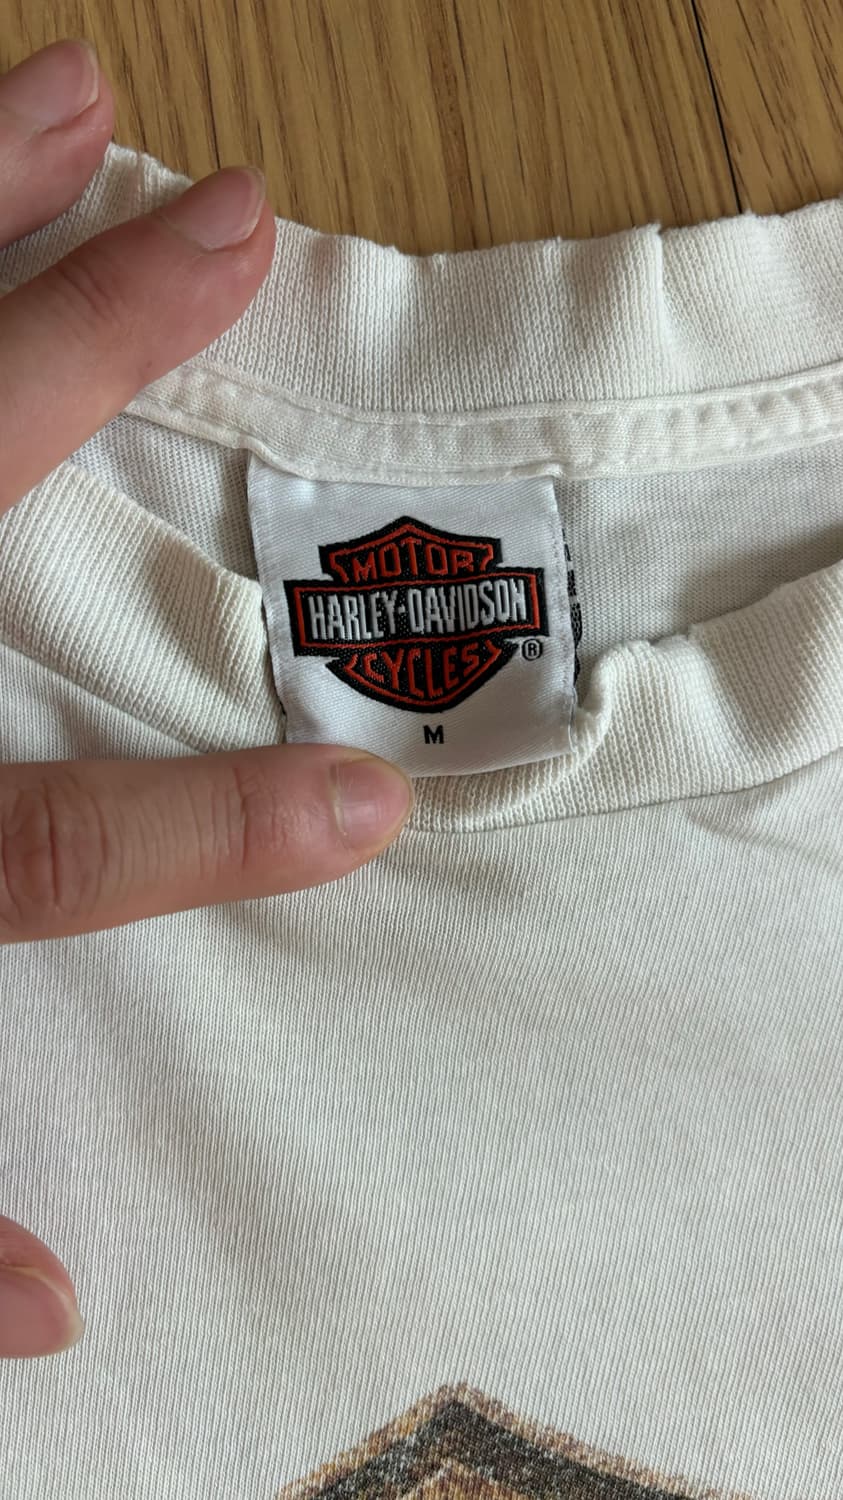 MOTOR
HARLEY-DAVIDSON
CYCLES
®
M